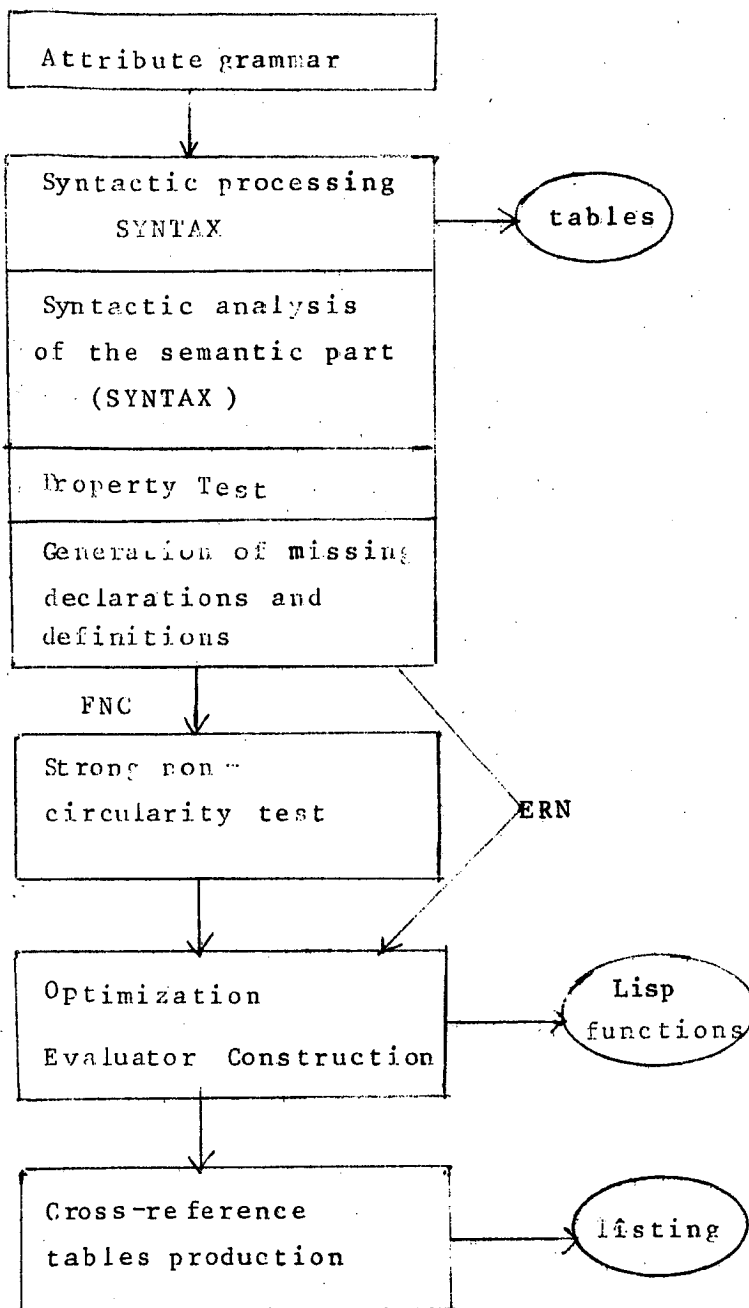 Attribute grammar
Syntactic processing
SYNTAX
tables
Syntactic analysis
of the semantic part
(SYNTAX)
Property Test
Generation of missing
declarations and
definitions
FNC
Strong non-
circularity test
ERN
Optimization
Evaluator Construction
Lisp
functions
Cross-reference
tables production
listing